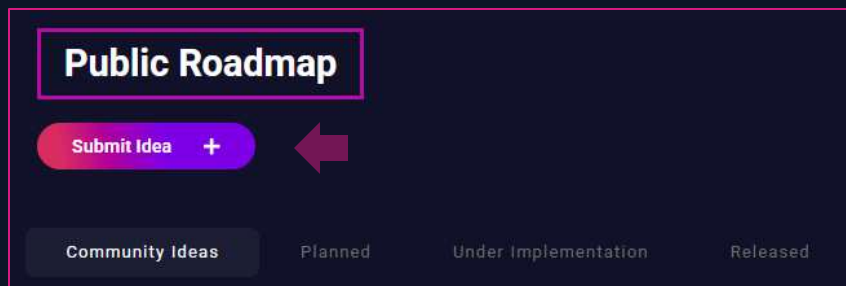 Public Roadmap
Submit Idea +
Community Ideas Planned Under Implementation Released